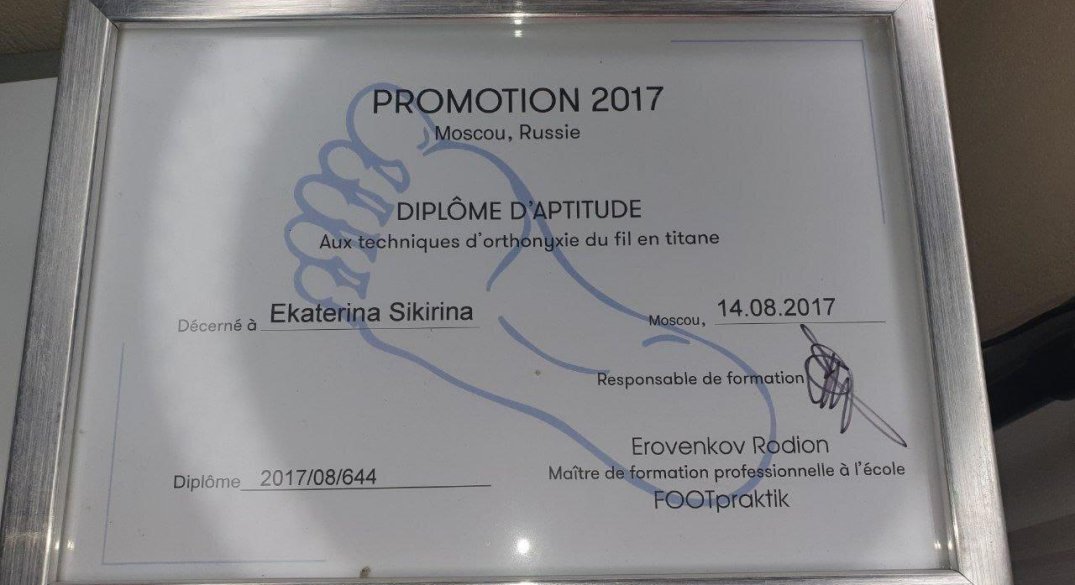 PROMOTION 2017
Moscou, Russie
DIPLÔME D'APTITUDE
Aux techniques d'orthonyxie du fil en titane
Décerné à Ekaterina Sikirina
Moscou, 14.08.2017
Responsable de formation
Erovenkov Rodion
Maître de formation professionnelle à l'école
FOOTpraktik
Diplôme 2017/08/644